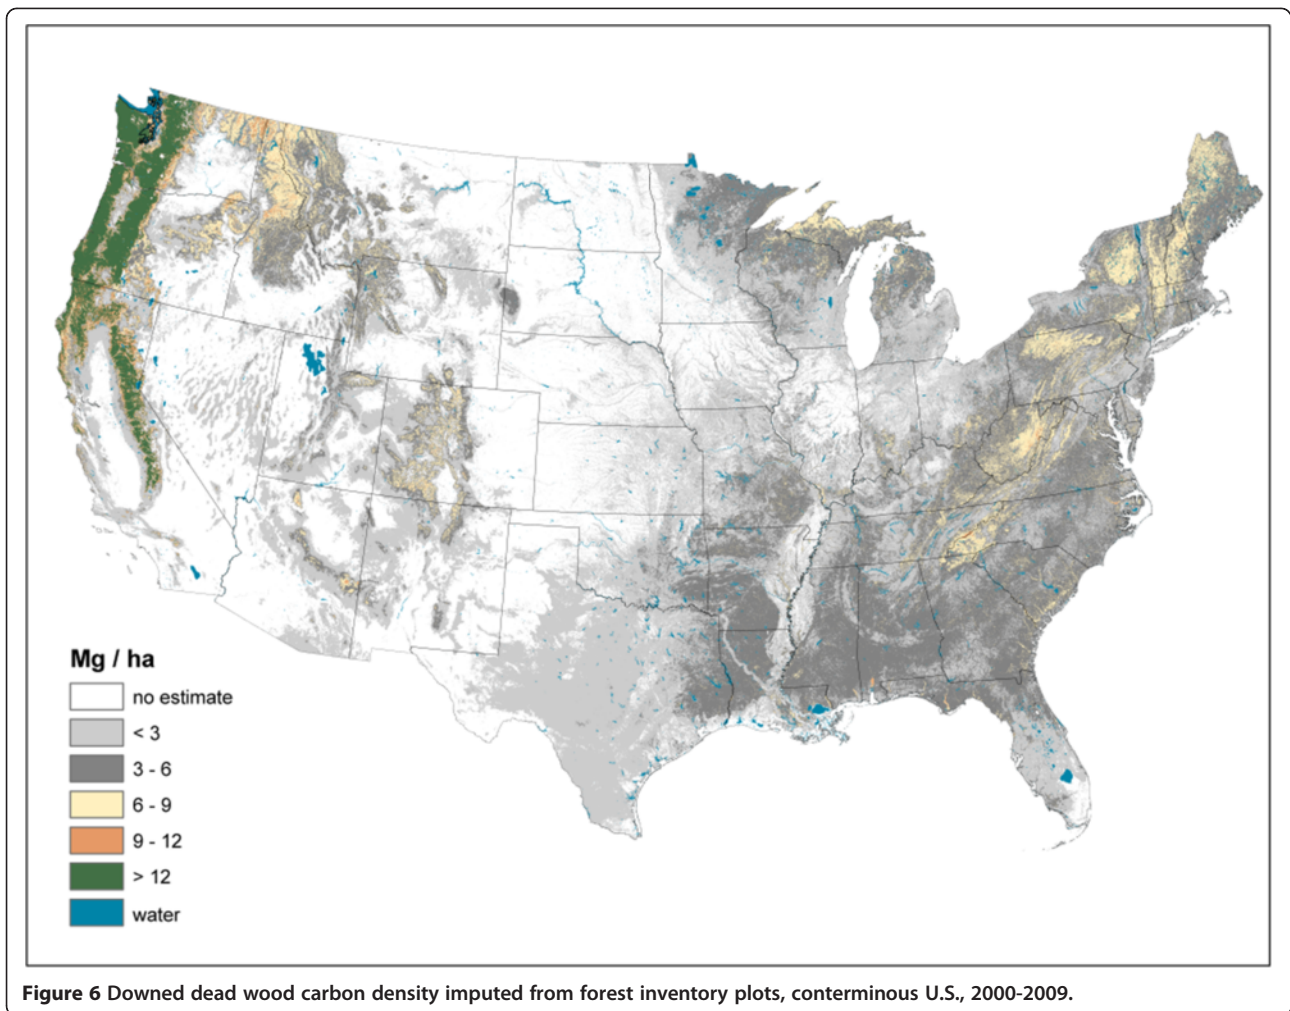 Mg / ha
no estimate
< 3
3 - 6
6 - 9
9 - 12
> 12
water
Figure 6 Downed dead wood carbon density imputed from forest inventory plots, conterminous U.S., 2000-2009.